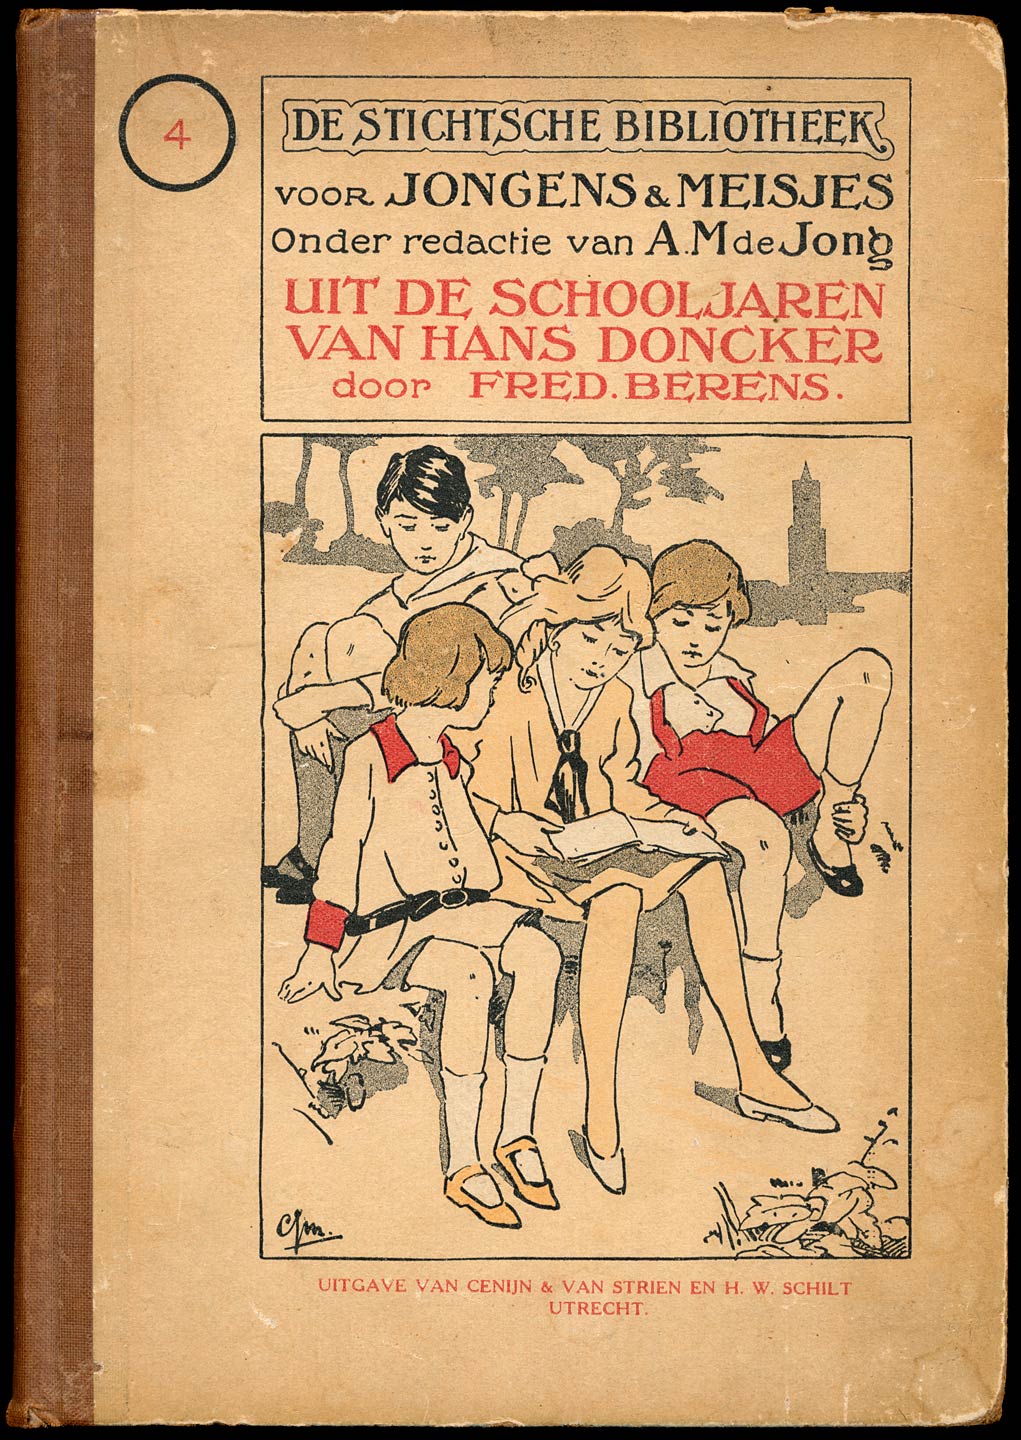 4
DE STICHTSCHE BIBLIOTHEEK
VOOR JONGENS & MEISJES
Onder redactie van A.M de Jong
UIT DE SCHOOLJAREN
VAN HANS DONCKER
door FRED. BERENS.
UITGAVE VAN CENIJN & VAN STRIEN EN H. W. SCHILT
UTRECHT.